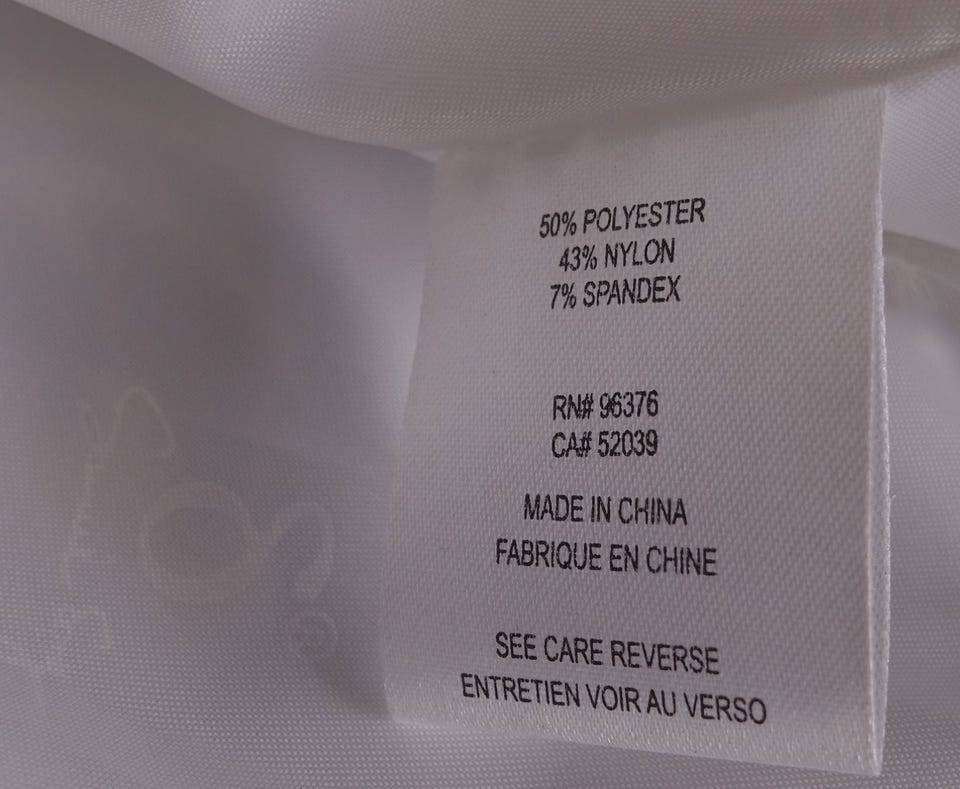 50% POLYESTER
43% NYLON
7% SPANDEX
RN# 96376
CA# 52039
MADE IN CHINA
FABRIQUE EN CHINE
SEE CARE REVERSE
ENTRETIEN VOIR AU VERSO